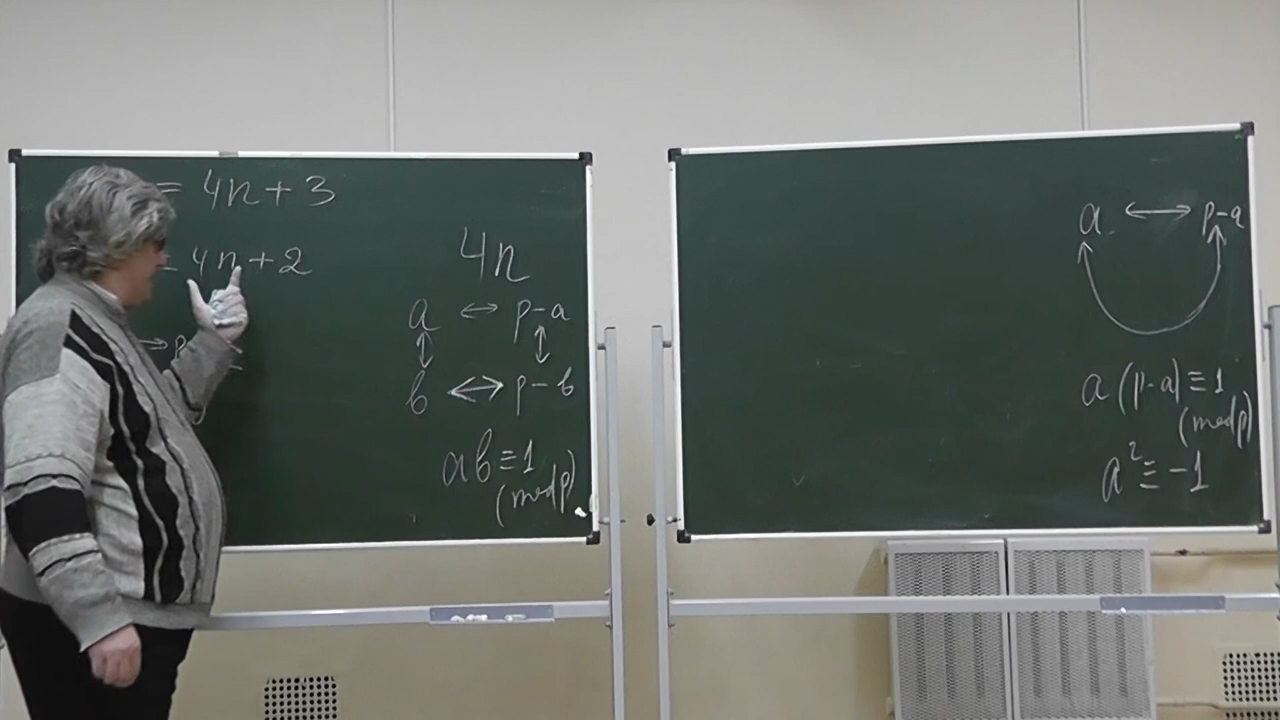 = 4n + 3
= 4n + 2
→ p
4n
a ↔ p-a
↕ ↕
b ↔ p-b
ab ≡ 1
(mod p)
a ↔ p-a
a(p-a) ≡ 1
(mod p)
a² ≡ -1